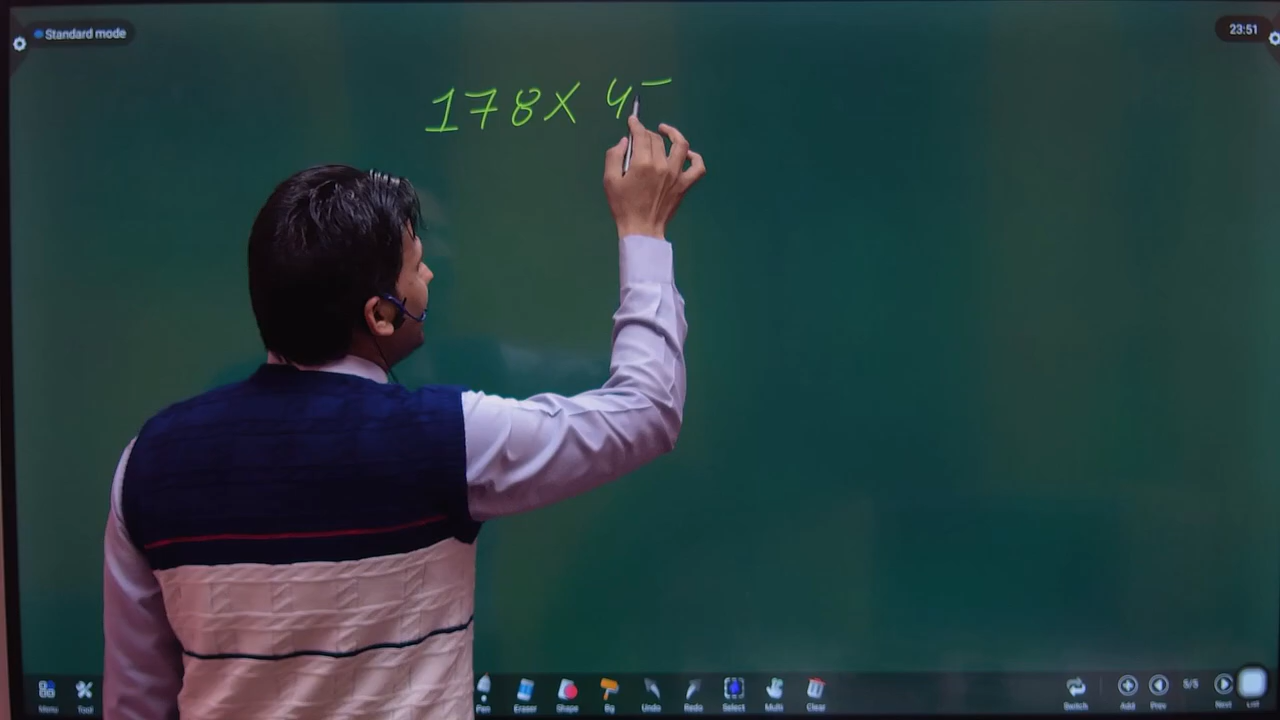 Standard mode
23:51
178 X 4
Menu Tool Pen Eraser Shape Bg Undo Redo Select Multi Clear Switch Add Prev 5/5 Next List